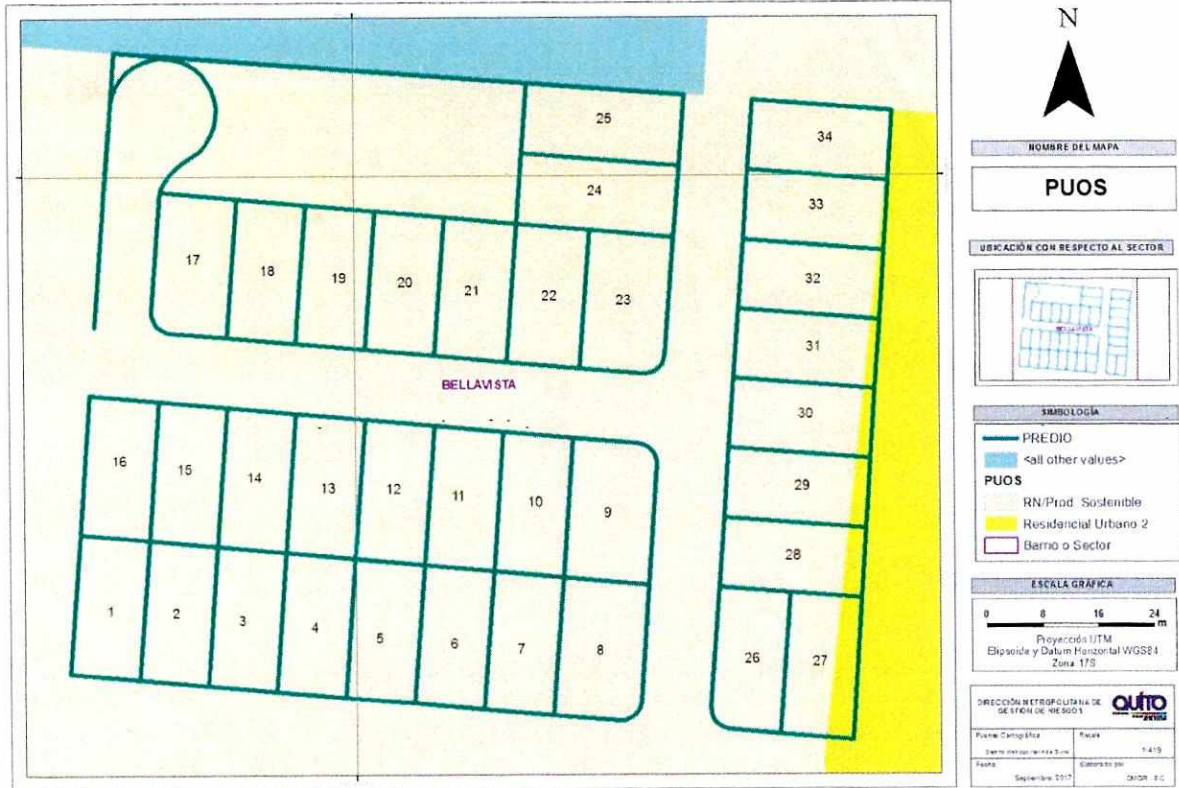 25
34
24
33
17
18
19
20
21
22
23
32
31
BELLAVISTA
30
16
15
14
13
12
11
10
9
29
28
1
2
3
4
5
6
7
8
26
27
N
NOMBRE DEL MAPA
PUOS
UBICACIÓN CON RESPECTO AL SECTOR
BELLAVISTA
SIMBOLOGÍA
PREDIO
<all other values>
PUOS
RN/Prod. Sostenible
Residencial Urbano 2
Barrio o Sector
ESCALA GRÁFICA
0 8 16 24
m
Proyección UTM
Elipsoide y Datum Horizontal WGS84
Zona 17S
DIRECCIÓN METROPOLITANA DE
GESTIÓN DE RIESGOS
QUITO
Fuente Cartográfica
Escala
1:419
Fecha
Septiembre 2017
Elaborado por